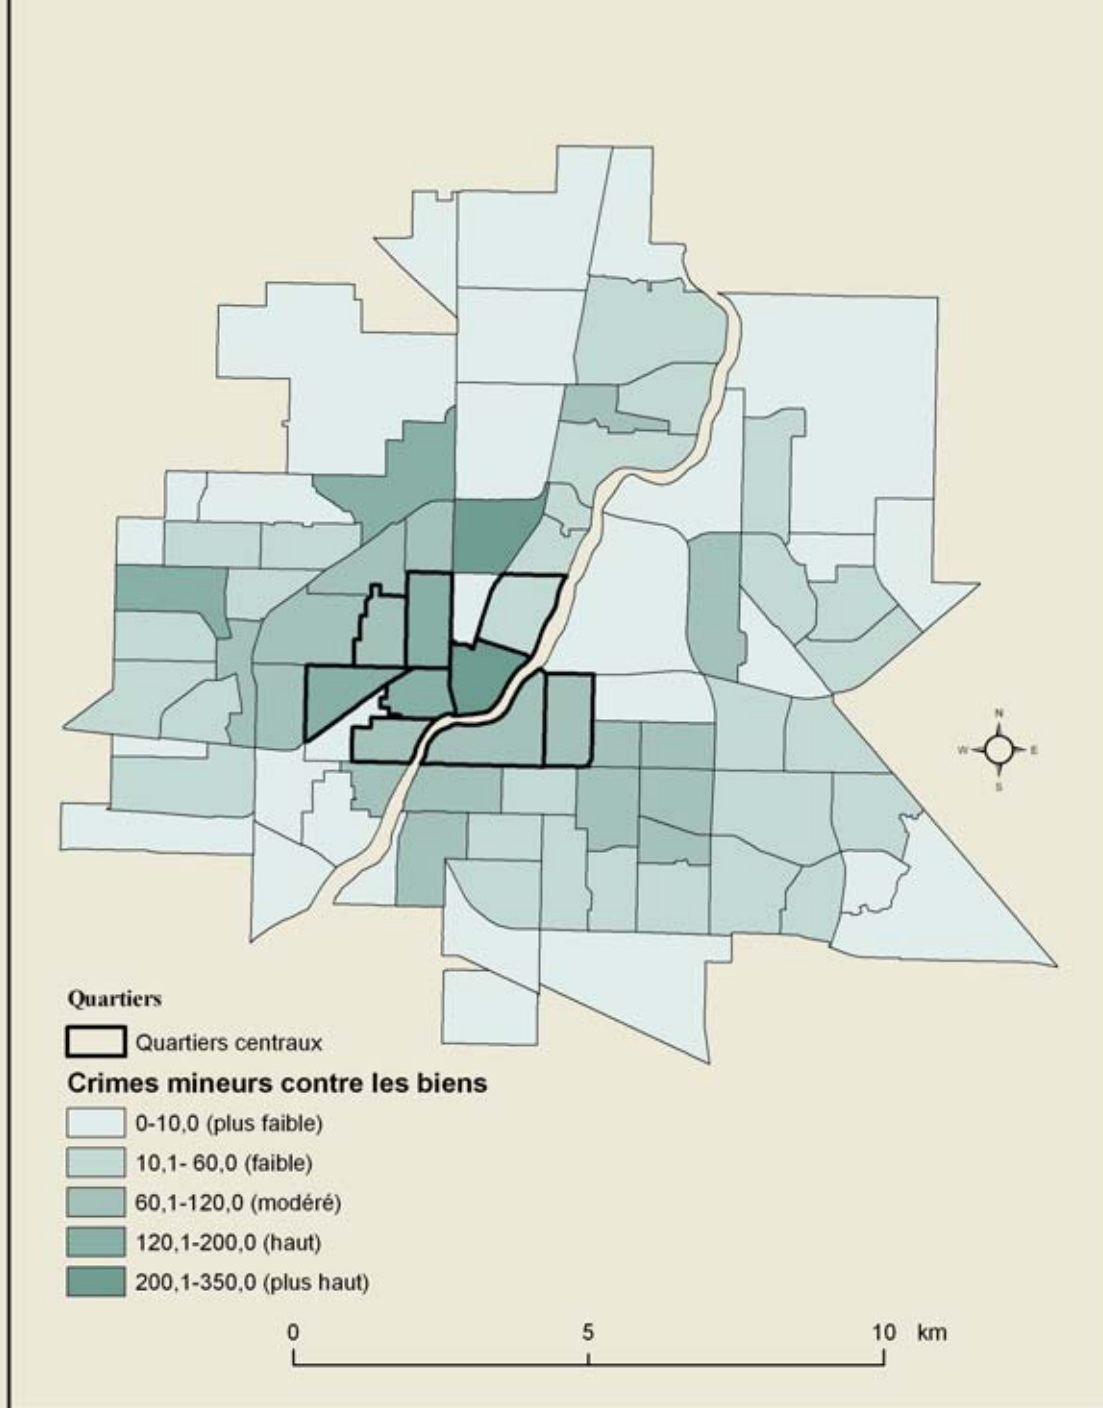 N
W E
S
Quartiers
Quartiers centraux
Crimes mineurs contre les biens
0-10,0 (plus faible)
10,1- 60,0 (faible)
60,1-120,0 (modéré)
120,1-200,0 (haut)
200,1-350,0 (plus haut)
0 5 10 km